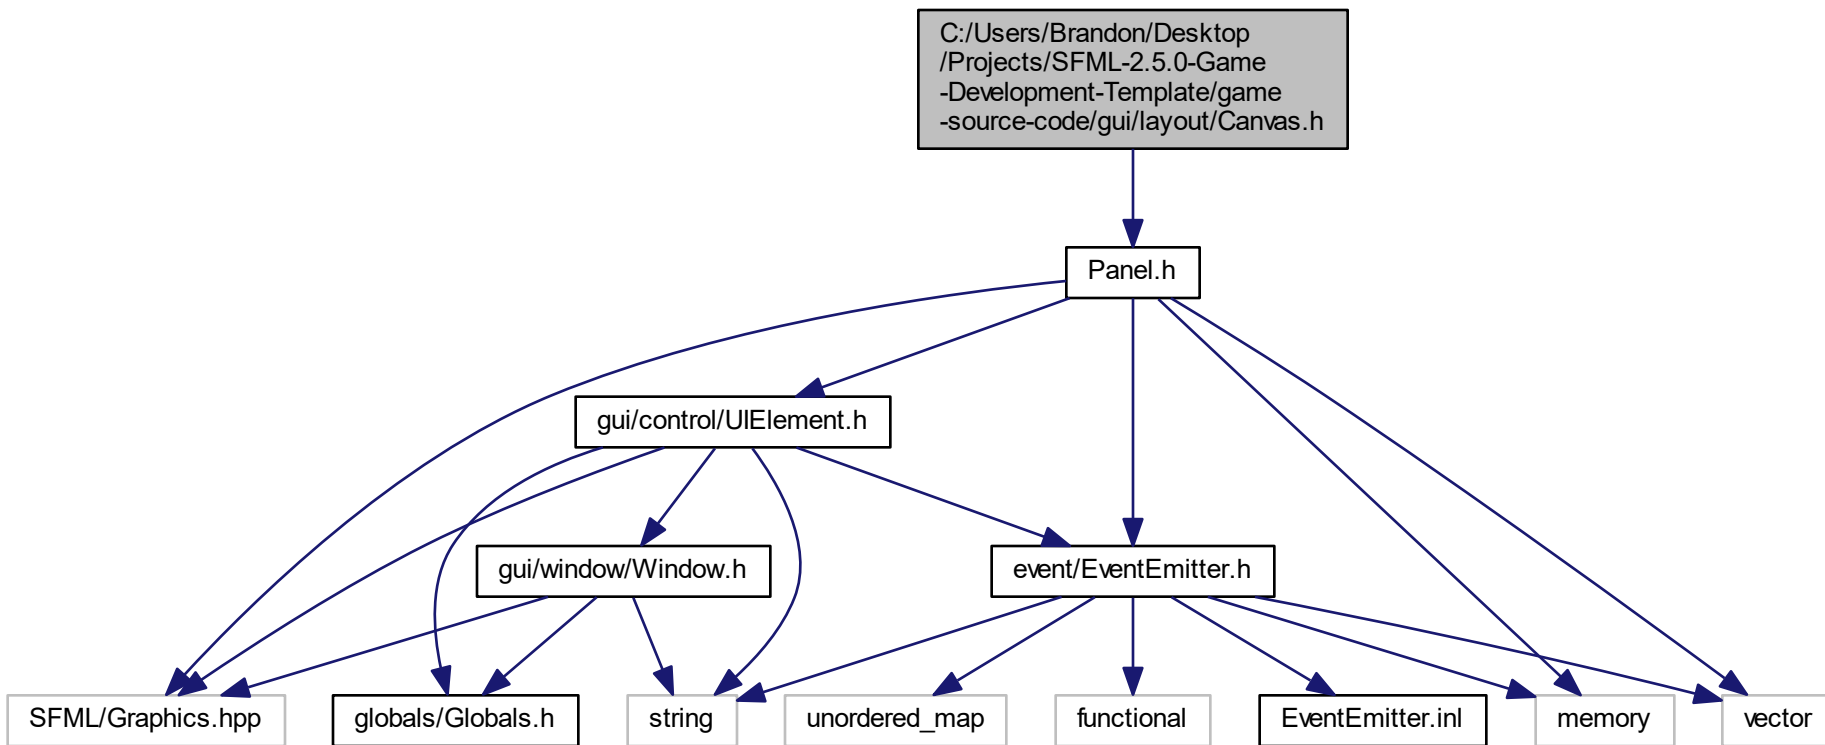 C:/Users/Brandon/Desktop
/Projects/SFML-2.5.0-Game
-Development-Template/game
-source-code/gui/layout/Canvas.h
Panel.h
gui/control/UIElement.h
gui/window/Window.h
event/EventEmitter.h
SFML/Graphics.hpp
globals/Globals.h
string
unordered_map
functional
EventEmitter.inl
memory
vector